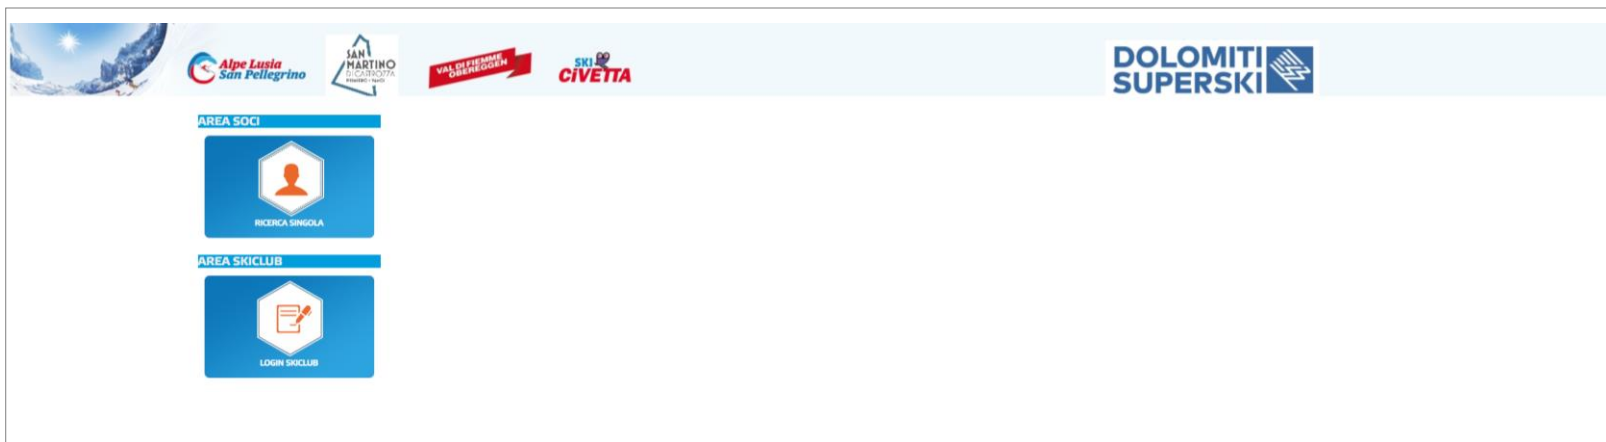 Alpe Lusia
San Pellegrino
SAN
MARTINO
DI CASTROZZA
VAL DI FIEMME
OBEREGGEN
SKI
CiVETTA
DOLOMITI
SUPERSKI
AREA SOCI
RICERCA SINGOLA
AREA SKICLUB
LOGIN SKICLUB